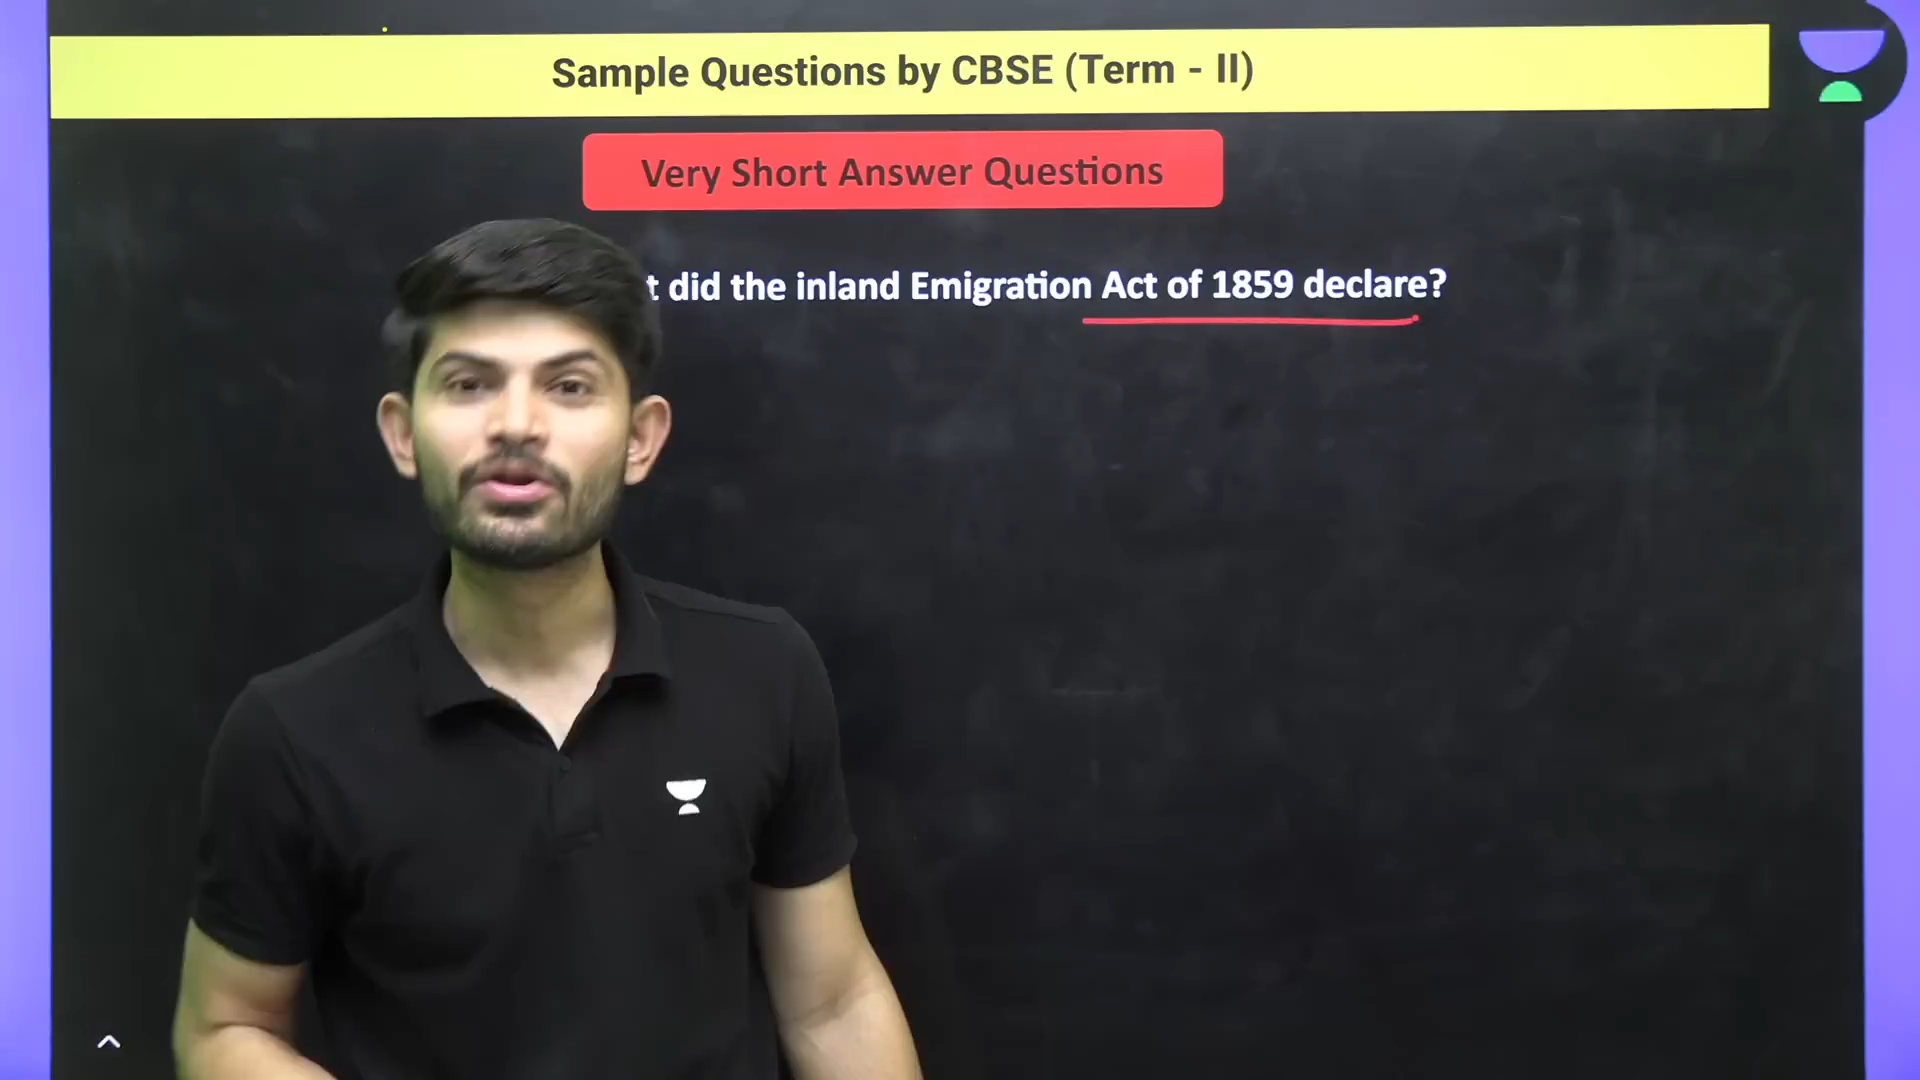 Sample Questions by CBSE (Term - II)
Very Short Answer Questions
did the inland Emigration Act of 1859 declare?